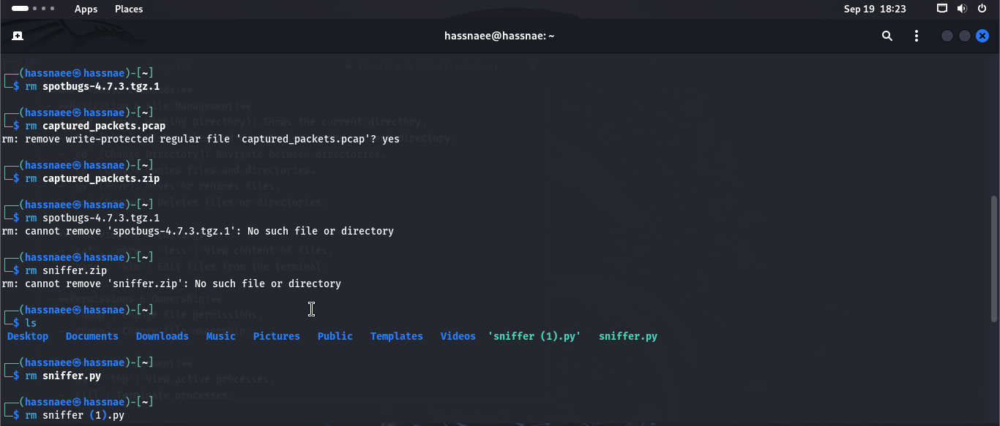 Apps Places Sep 19 18:23
hassnaee@hassnae: ~
┌──(hassnaee㉿hassnae)-[~]
└─$ rm spotbugs-4.7.3.tgz.1
┌──(hassnaee㉿hassnae)-[~]
└─$ rm captured_packets.pcap
rm: remove write-protected regular file 'captured_packets.pcap'? yes
┌──(hassnaee㉿hassnae)-[~]
└─$ rm captured_packets.zip
┌──(hassnaee㉿hassnae)-[~]
└─$ rm spotbugs-4.7.3.tgz.1
rm: cannot remove 'spotbugs-4.7.3.tgz.1': No such file or directory
┌──(hassnaee㉿hassnae)-[~]
└─$ rm sniffer.zip
rm: cannot remove 'sniffer.zip': No such file or directory
┌──(hassnaee㉿hassnae)-[~]
└─$ ls
Desktop Documents Downloads Music Pictures Public Templates Videos 'sniffer (1).py' sniffer.py
┌──(hassnaee㉿hassnae)-[~]
└─$ rm sniffer.py
┌──(hassnaee㉿hassnae)-[~]
└─$ rm sniffer (1).py